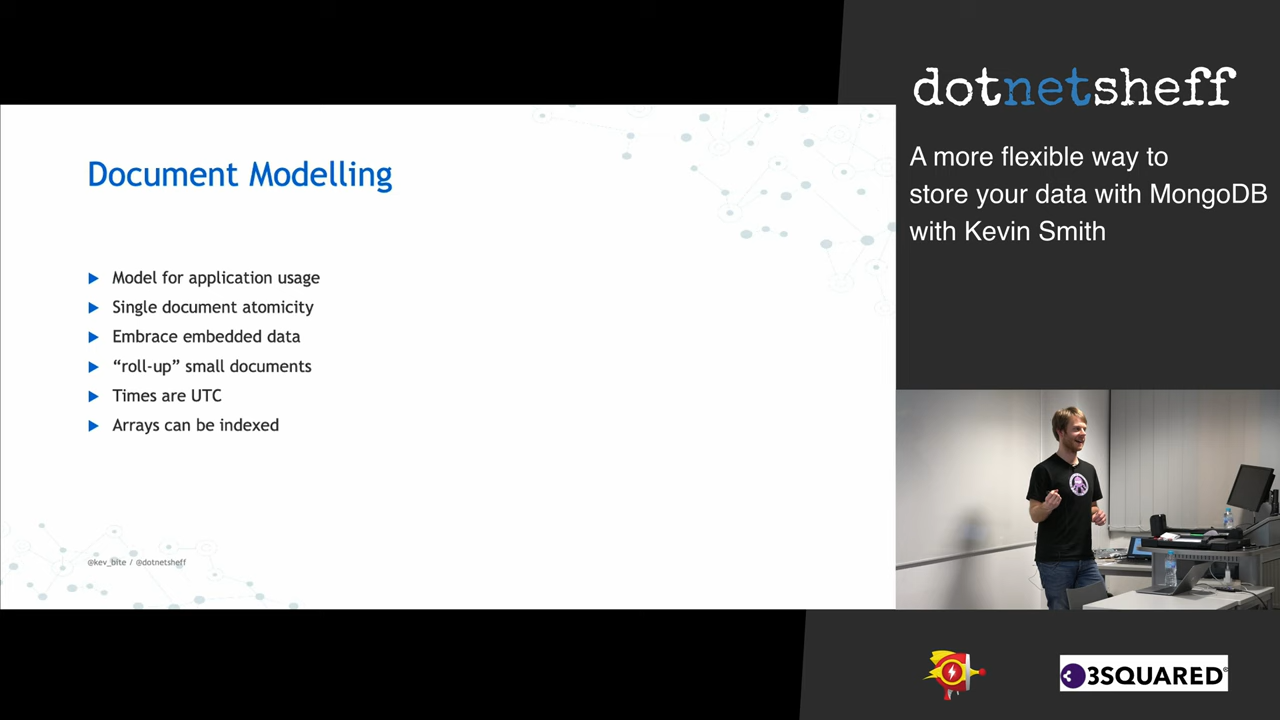 dotnetsheff
A more flexible way to
store your data with MongoDB
with Kevin Smith
Document Modelling
Model for application usage
Single document atomicity
Embrace embedded data
“roll-up” small documents
Times are UTC
Arrays can be indexed
@kev_bite / @dotnetsheff
3SQUARED